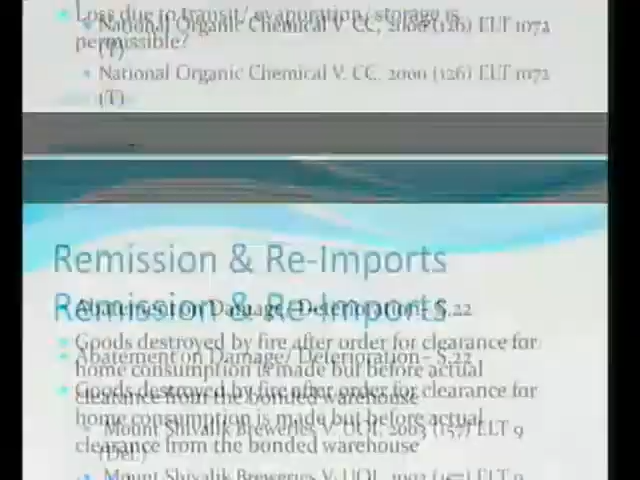 Loss due to transit/ evaporation/ storage is permissible?
National Organic Chemical V. CC, 2000 (126) ELT 1072
(T)
Remission & Re-Imports
Abatement on Damage/ Deterioration – S.22
Goods destroyed by fire after order for clearance for
home consumption is made but before actual
clearance from the bonded warehouse
Mount Shivalik Breweries V. UOI,
ELT 9
(Del.)